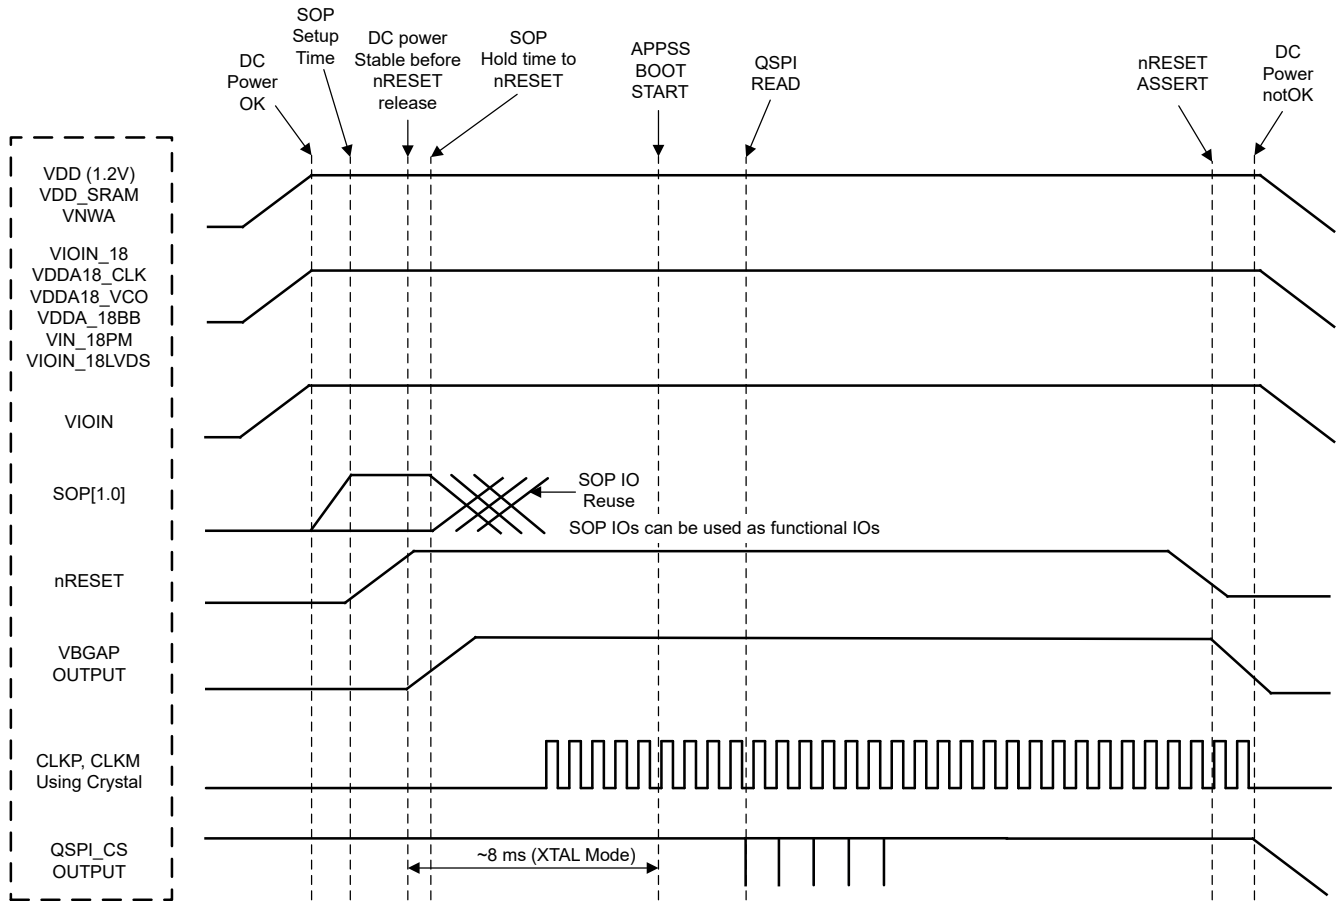 SOP
Setup
Time
DC
Power
OK
DC power
Stable before
nRESET
release
SOP
Hold time to
nRESET
APPSS
BOOT
START
QSPI
READ
nRESET
ASSERT
DC
Power
notOK
VDD (1.2V)
VDD_SRAM
VNWA
VIOIN_18
VDDA18_CLK
VDDA18_VCO
VDDA_18BB
VIN_18PM
VIOIN_18LVDS
VIOIN
SOP[1.0]
SOP IO
Reuse
SOP IOs can be used as functional IOs
nRESET
VBGAP
OUTPUT
CLKP, CLKM
Using Crystal
QSPI_CS
OUTPUT
~8 ms (XTAL Mode)